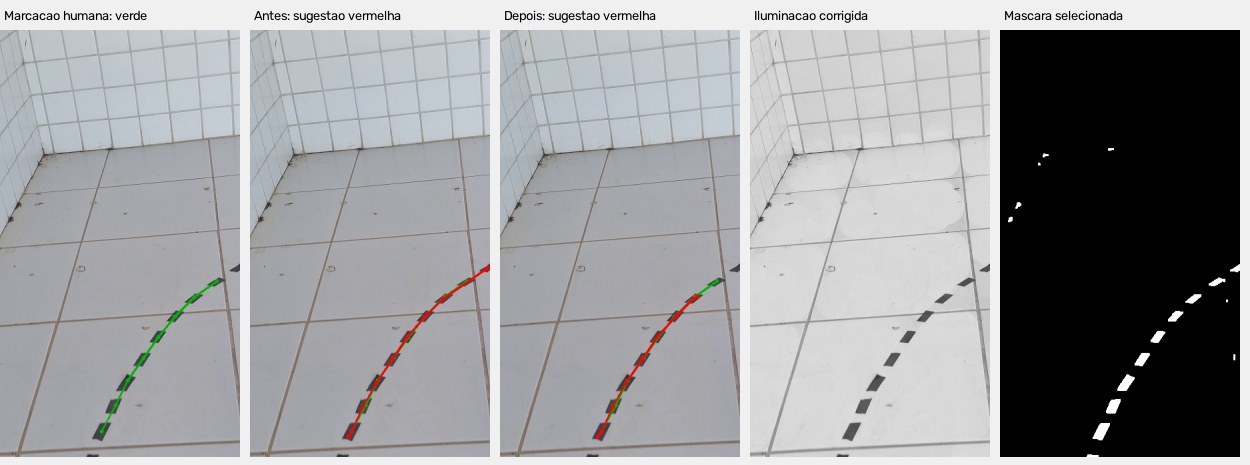 Marcacao humana: verde
Antes: sugestao vermelha
Depois: sugestao vermelha
Iluminacao corrigida
Mascara selecionada